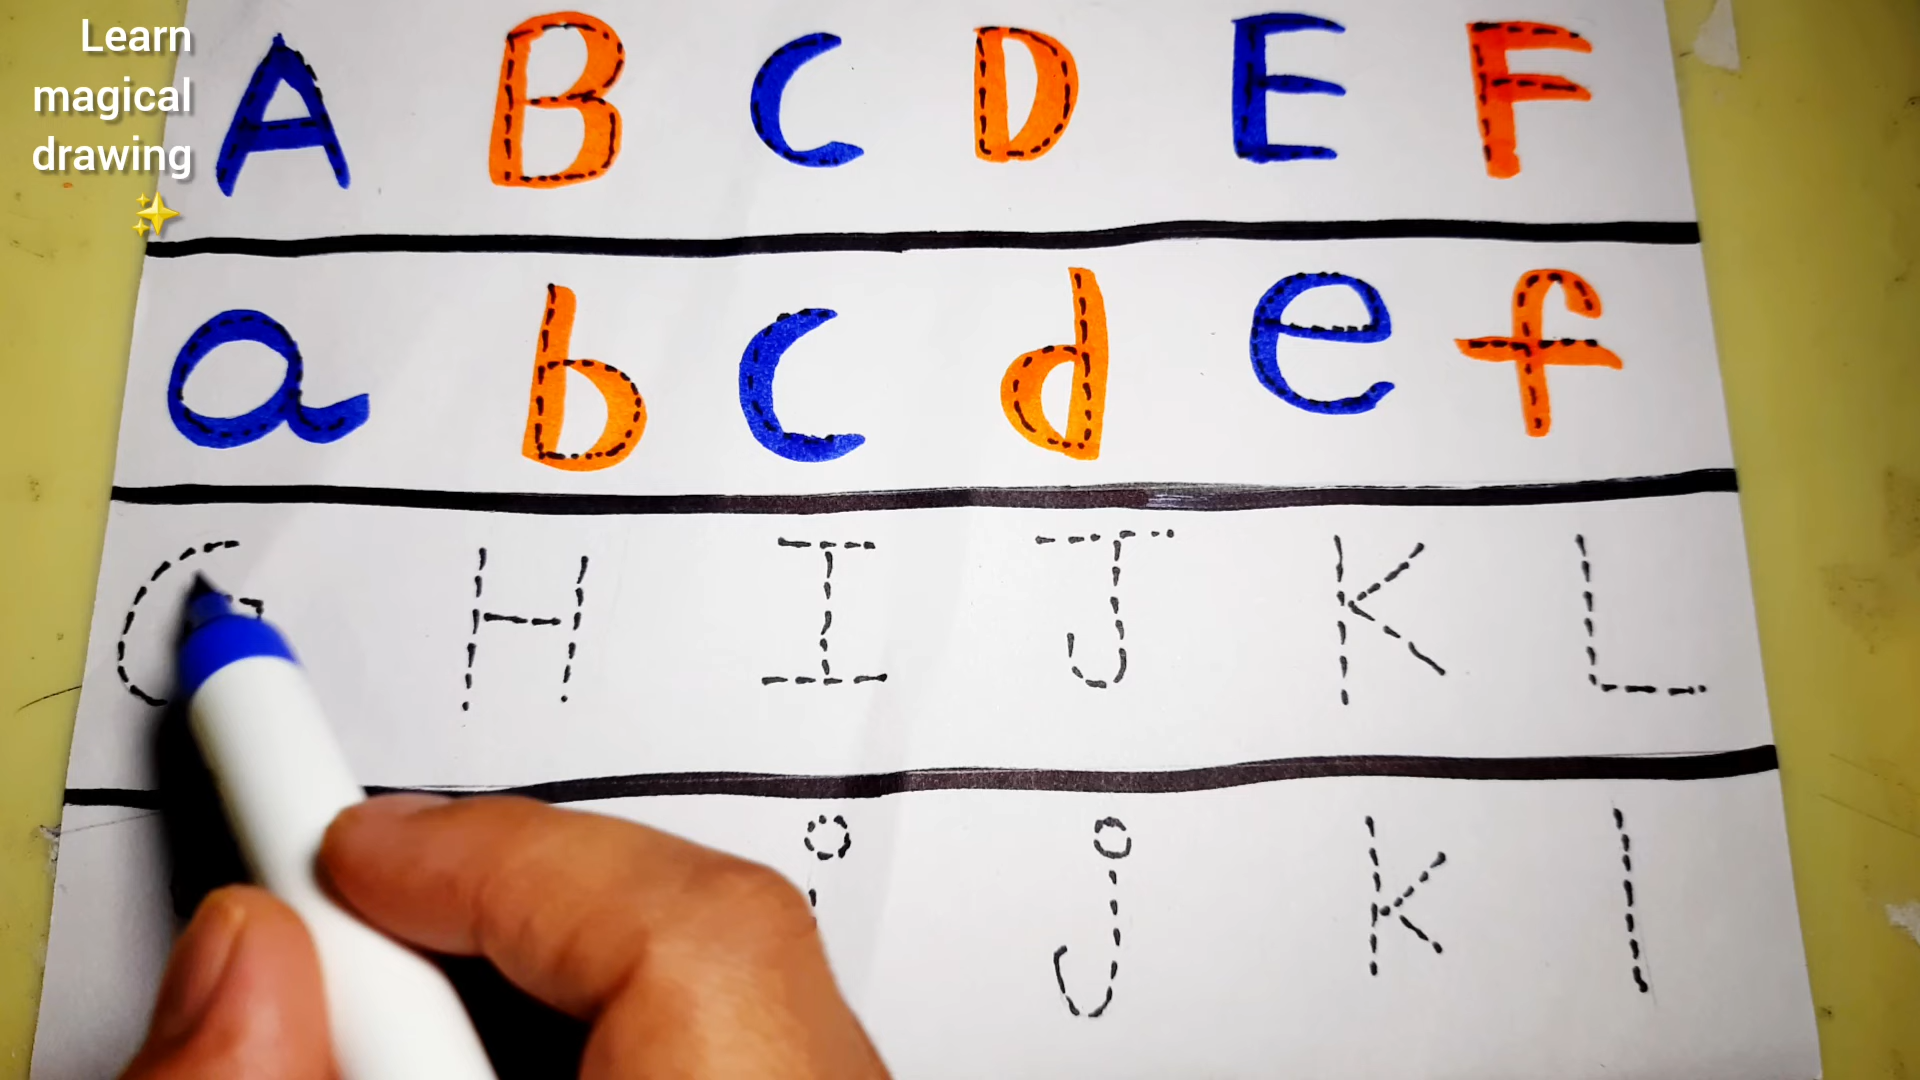 Learn
magical
drawing
A B C D E F
a b c d e f
G H I J K L
i j k l